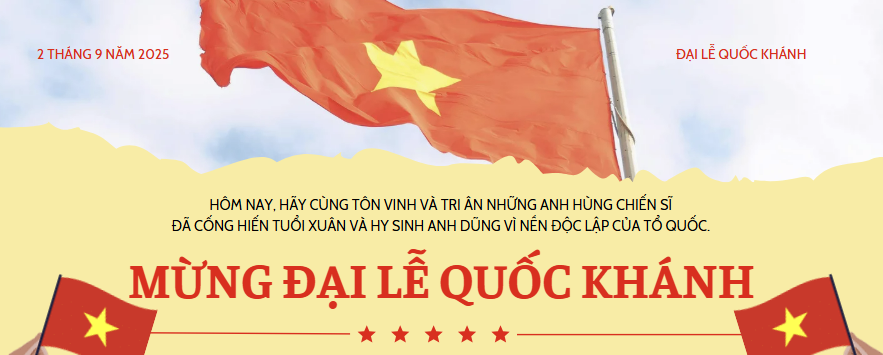 2 THÁNG 9 NĂM 2025
ĐẠI LỄ QUỐC KHÁNH
HÔM NAY, HÃY CÙNG TÔN VINH VÀ TRI ÂN NHỮNG ANH HÙNG CHIẾN SĨ
ĐÃ CỐNG HIẾN TUỔI XUÂN VÀ HY SINH ANH DŨNG VÌ NỀN ĐỘC LẬP CỦA TỔ QUỐC.
MỪNG ĐẠI LỄ QUỐC KHÁNH